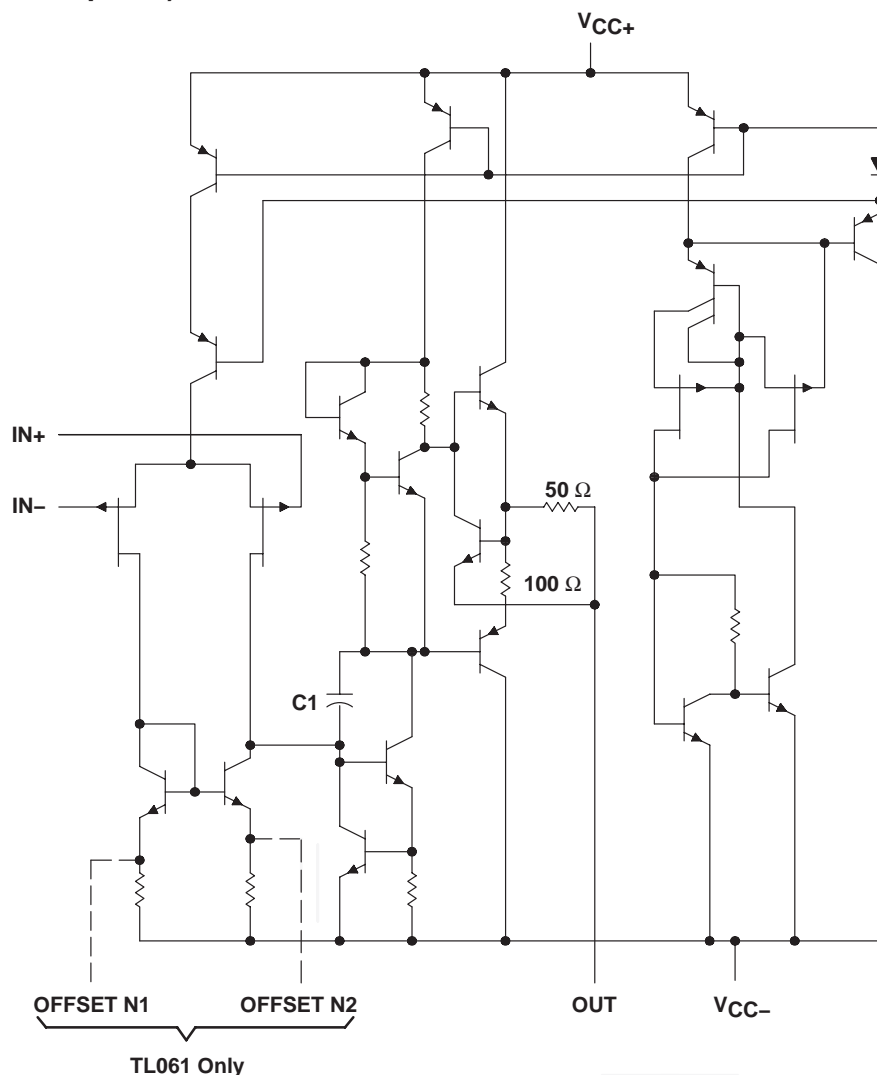 VCC+
IN+
IN–
50 Ω
100 Ω
C1
OFFSET N1
OFFSET N2
OUT
VCC–
TL061 Only